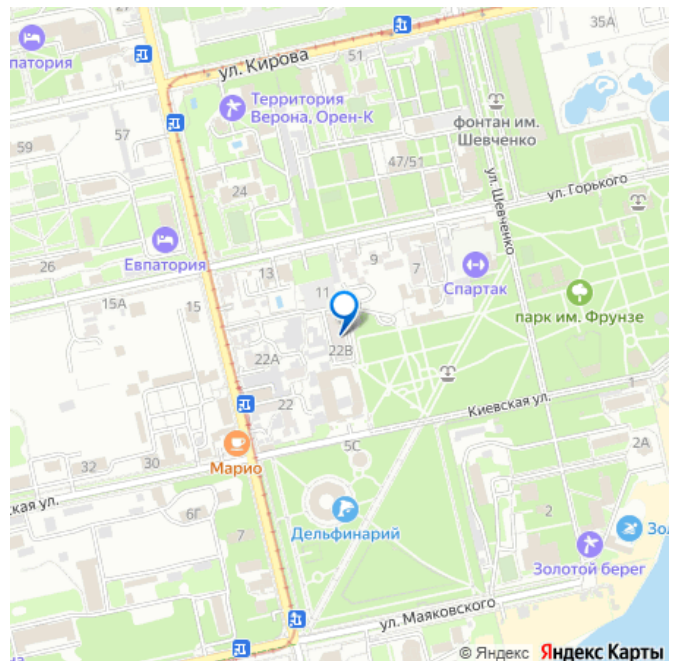 35А
впатория
ул. Кирова
51
Территория
Верона, Орен-К
фонтан им.
Шевченко
57
59
47/51
24
ул. Шевченко
ул. Горького
Евпатория
26
13
9
7
Спартак
15А
15
11
парк им. Фрунзе
22В
22А
22
1
Киевская ул.
5С
Марио
2А
32
30
ская ул.
6Г
7
Дельфинарий
2
Зо
Золотой берег
ул. Маяковского
© Яндекс Яндекс Карты
на